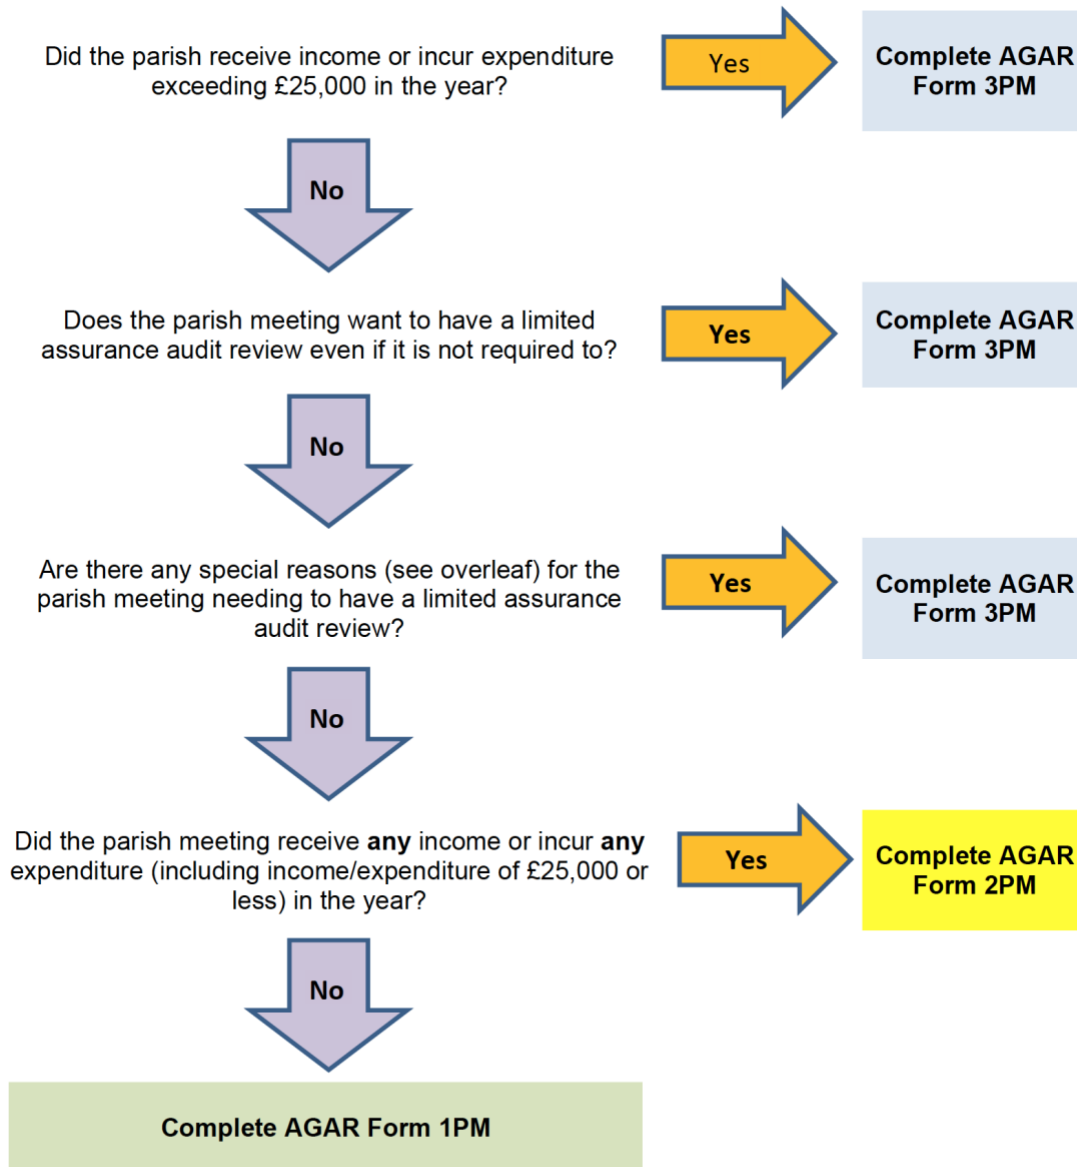 Did the parish receive income or incur expenditure
exceeding £25,000 in the year?
Yes
Complete AGAR
Form 3PM
No
Does the parish meeting want to have a limited
assurance audit review even if it is not required to?
Yes
Complete AGAR
Form 3PM
No
Are there any special reasons (see overleaf) for the
parish meeting needing to have a limited assurance
audit review?
Yes
Complete AGAR
Form 3PM
No
Did the parish meeting receive any income or incur any
expenditure (including income/expenditure of £25,000 or
less) in the year?
Yes
Complete AGAR
Form 2PM
No
Complete AGAR Form 1PM